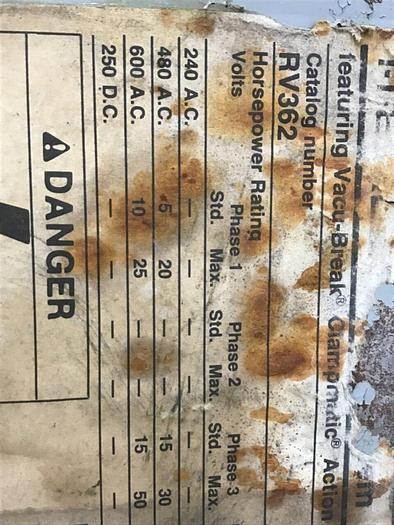 featuring Vacu-Break® Clampmatic® Action
Catalog number
RV362
Horsepower Rating
Volts Phase 1 Phase 2 Phase 3
Std. Max. Std. Max. Std. Max.
240 A.C. — — — — — —
480 A.C. 5 20 — — 15 30
600 A.C. 10 25 — — 15 50
250 D.C. — — — — — —
⚠ DANGER